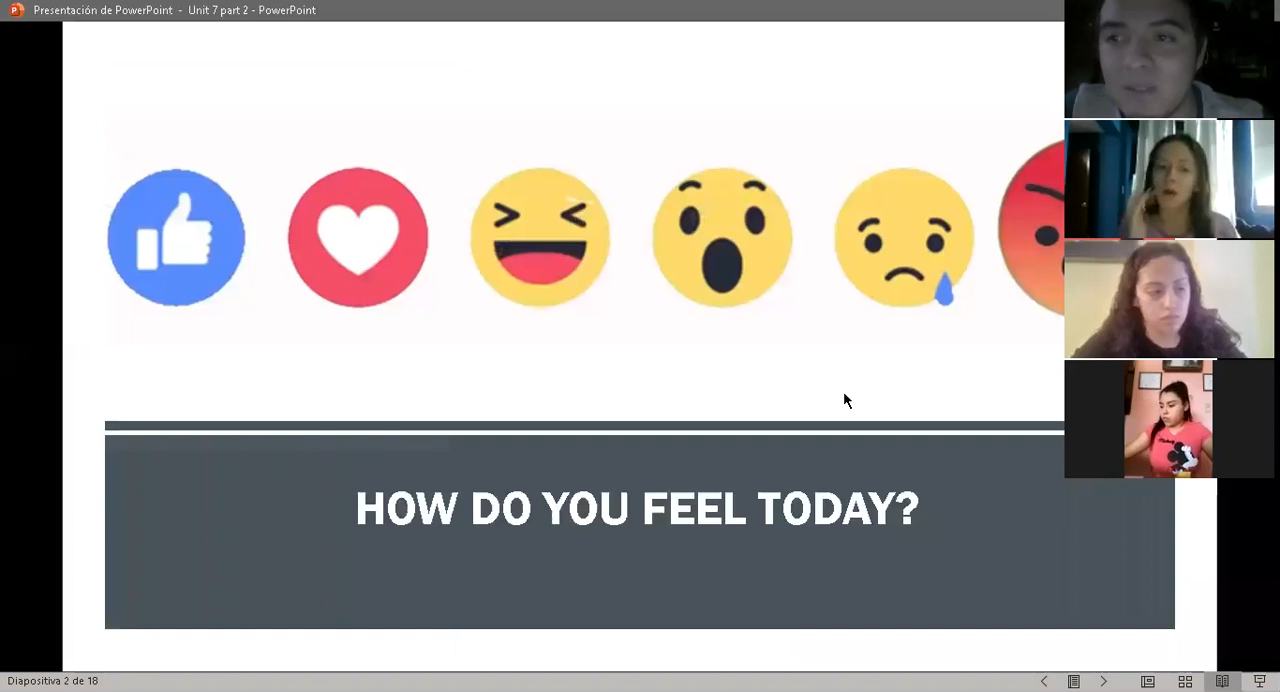 Presentación de PowerPoint - Unit 7 part 2 - PowerPoint
HOW DO YOU FEEL TODAY?
Diapositiva 2 de 18